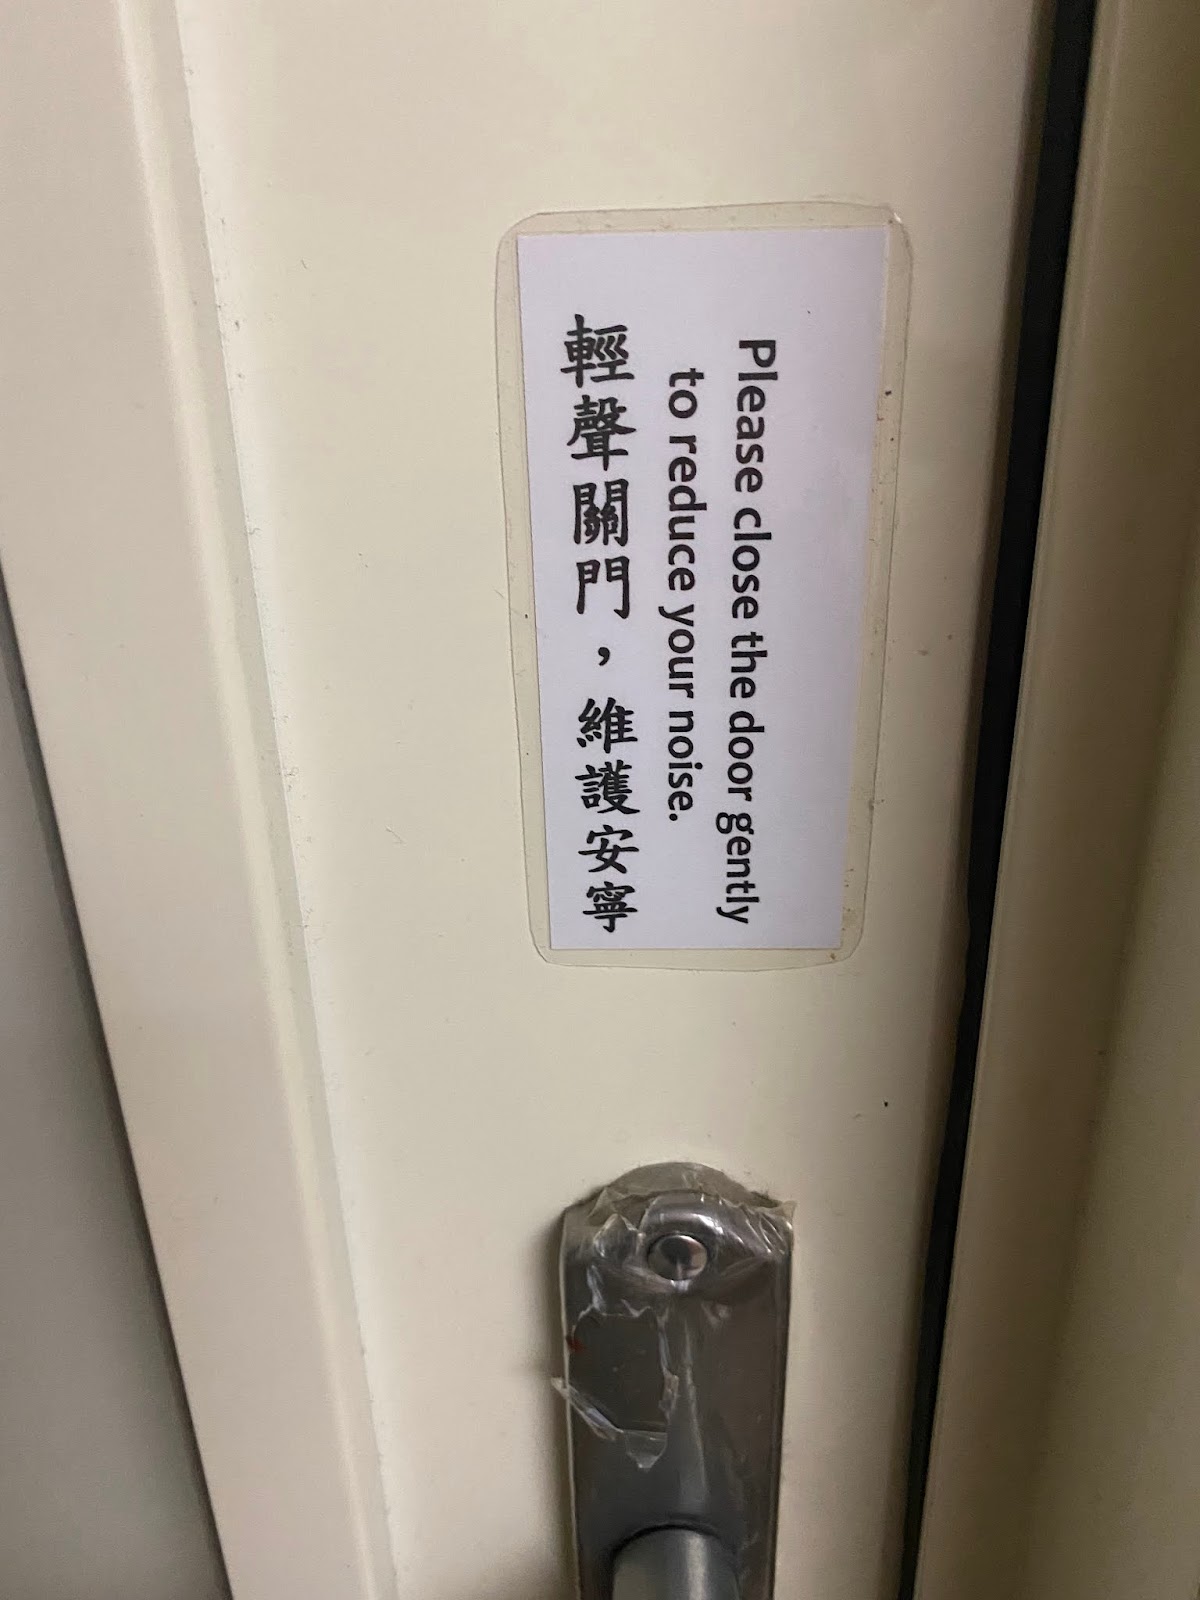 Please close the door gently
to reduce your noise.
輕聲關門，維護安寧